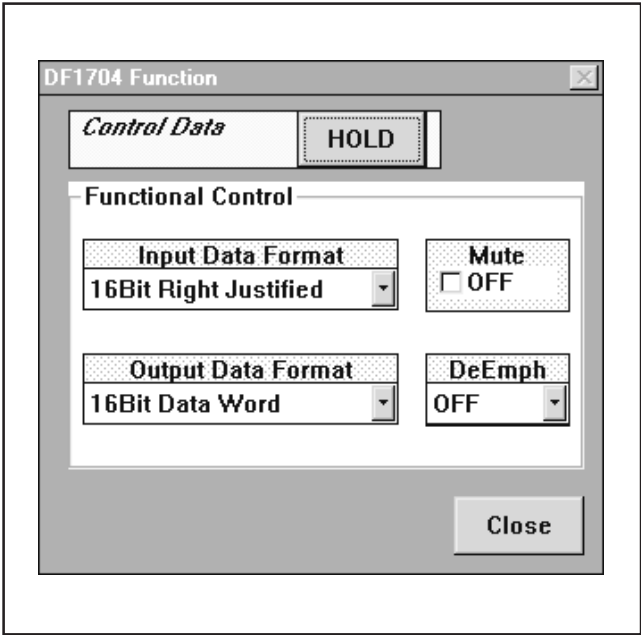 DF1704 Function
Control Data
HOLD
Functional Control
Input Data Format
16Bit Right Justified
Mute
OFF
Output Data Format
16Bit Data Word
DeEmph
OFF
Close